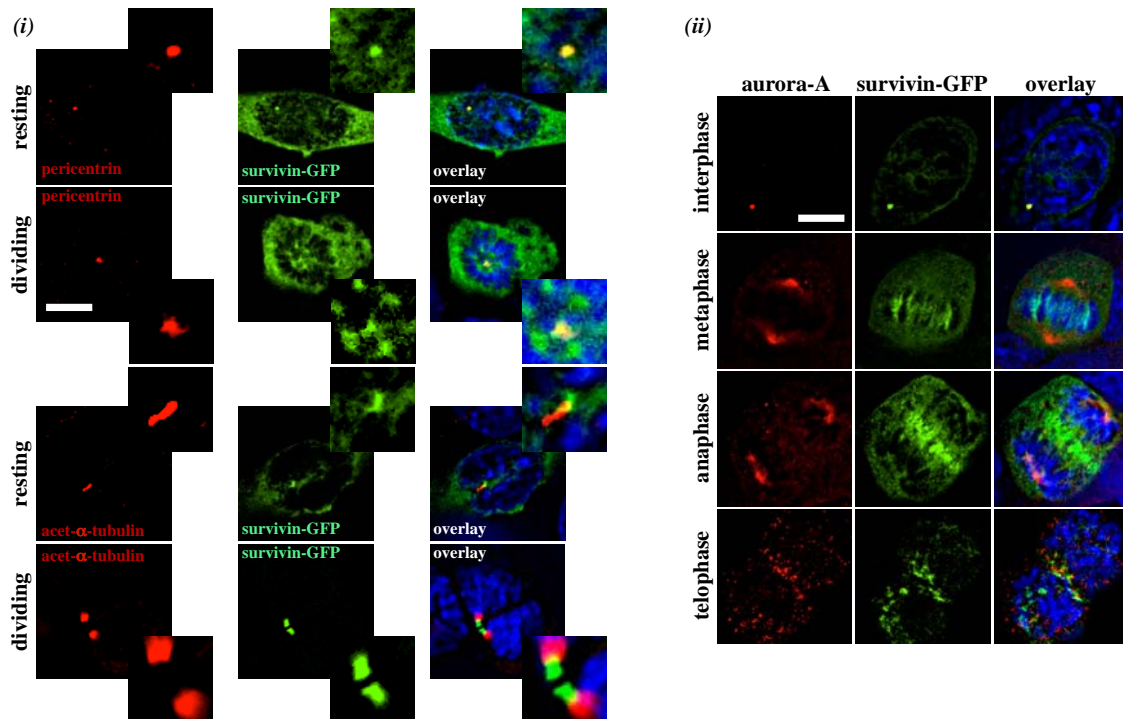 (i)
resting
pericentrin
survivin-GFP
overlay
dividing
pericentrin
survivin-GFP
overlay
resting
acet-α-tubulin
survivin-GFP
overlay
dividing
acet-α-tubulin
survivin-GFP
overlay
(ii)
aurora-A survivin-GFP overlay
interphase
metaphase
anaphase
telophase